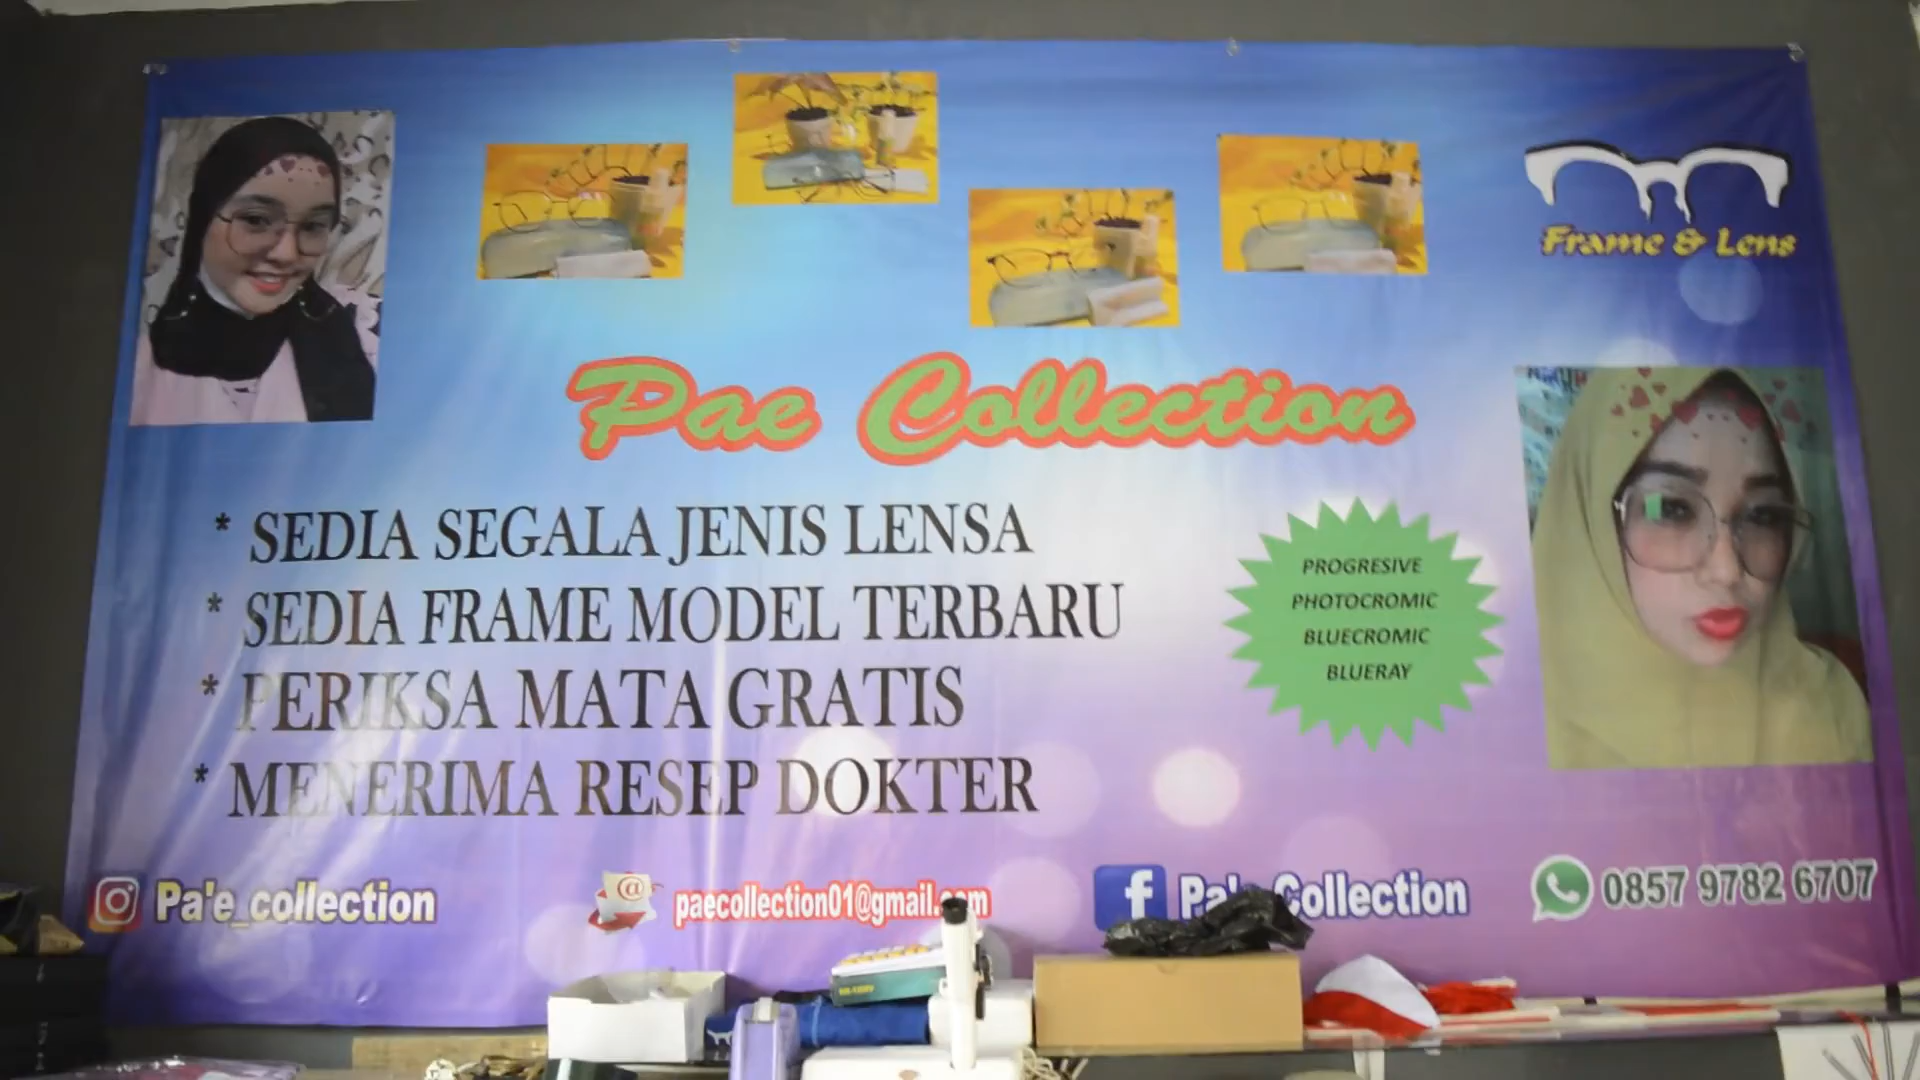 Frame & Lens
Pae Collection
* SEDIA SEGALA JENIS LENSA
* SEDIA FRAME MODEL TERBARU
* PERIKSA MATA GRATIS
* MENERIMA RESEP DOKTER
PROGRESIVE
PHOTOCROMIC
BLUECROMIC
BLUERAY
Pa'e_collection
paecollection01@gmail.com
Pa'e Collection
0857 9782 6707